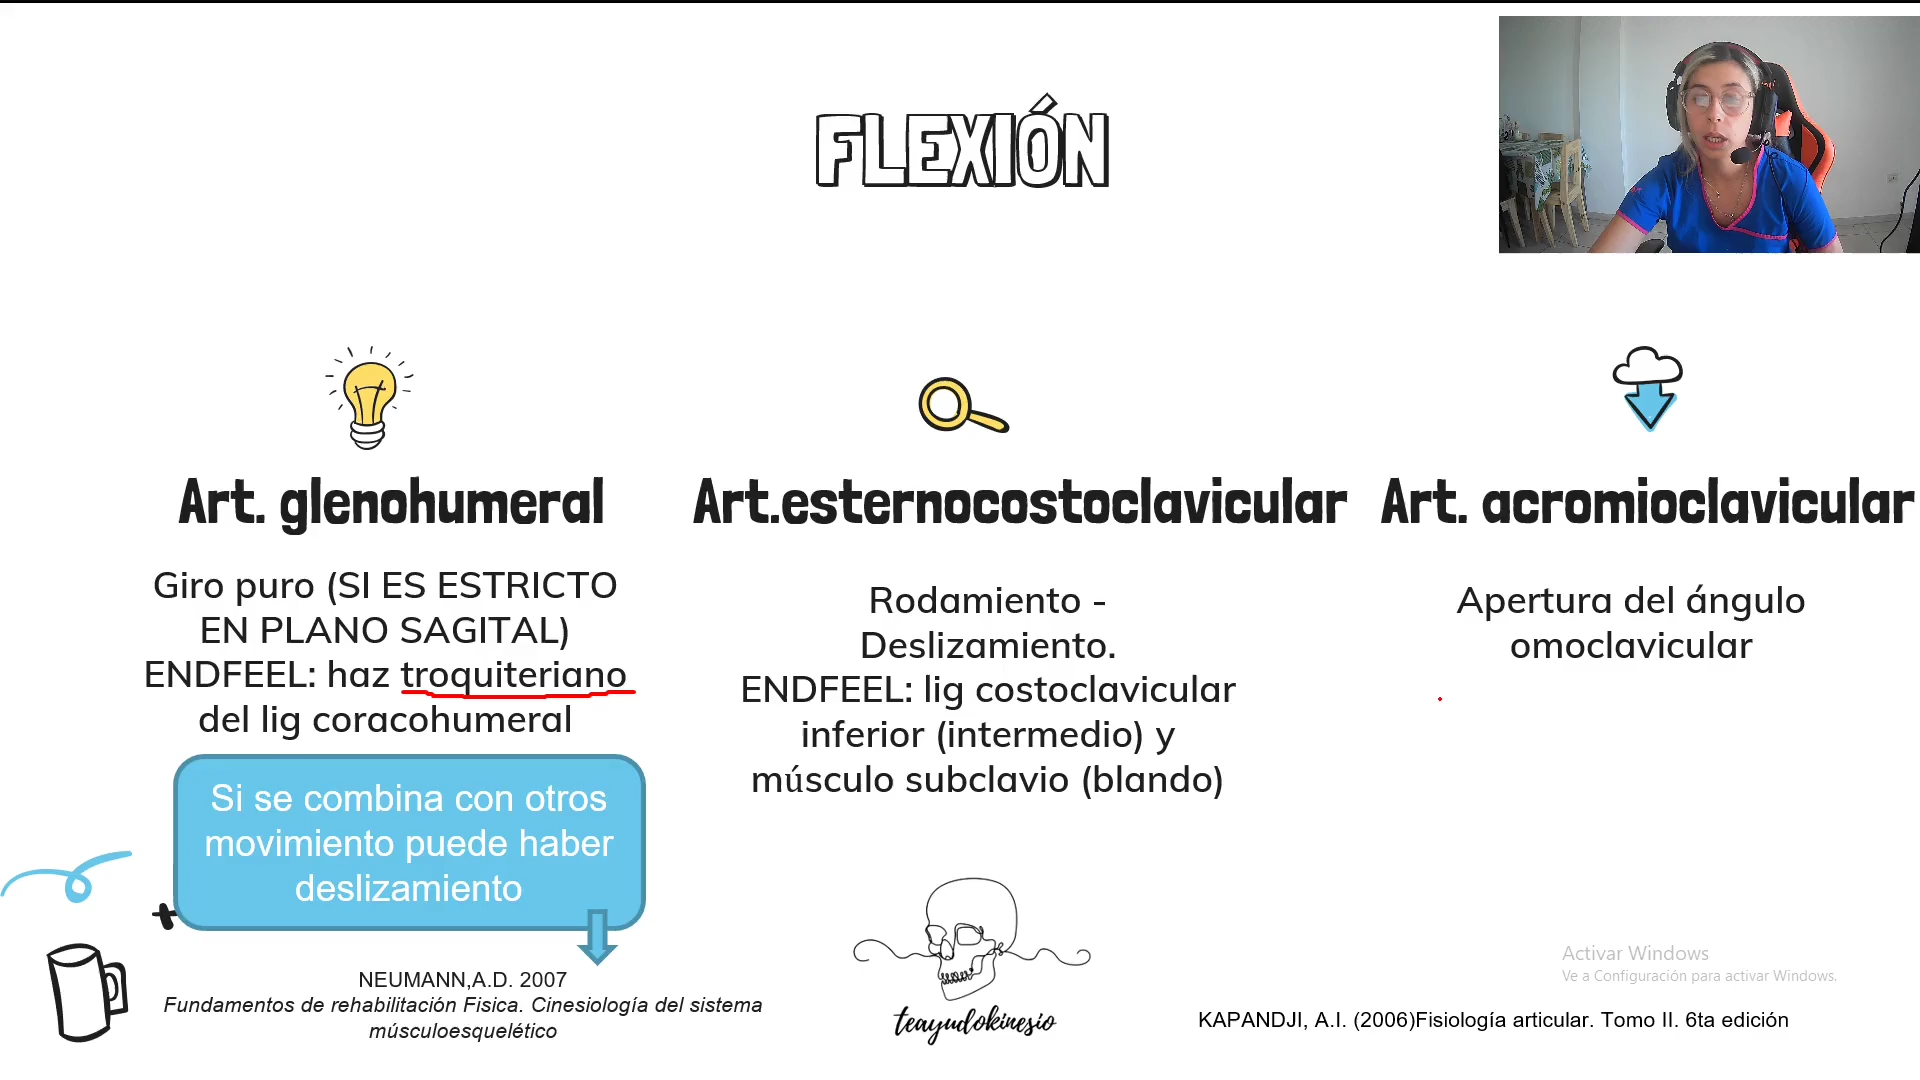 FLEXIÓN
Art. glenohumeral
Giro puro (SI ES ESTRICTO
EN PLANO SAGITAL)
ENDFEEL: haz troquiteriano
del lig coracohumeral
Si se combina con otros
movimiento puede haber
deslizamiento
NEUMANN,A.D. 2007
Fundamentos de rehabilitación Fisica. Cinesiología del sistema
músculoesquelético
Art.esternocostoclavicular
Rodamiento -
Deslizamiento.
ENDFEEL: lig costoclavicular
inferior (intermedio) y
músculo subclavio (blando)
teayudokinesio
Art. acromioclavicular
Apertura del ángulo
omoclavicular
Activar Windows
Ve a Configuración para activar Windows.
KAPANDJI, A.I. (2006)Fisiología articular. Tomo II. 6ta edición